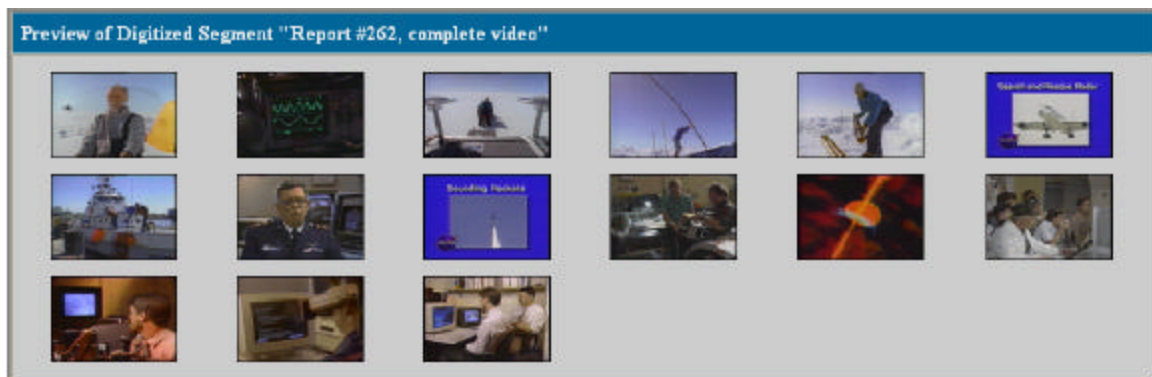 Preview of Digitized Segment "Report #262, complete video"
Search and Rescue Radar
Sounding Rockets